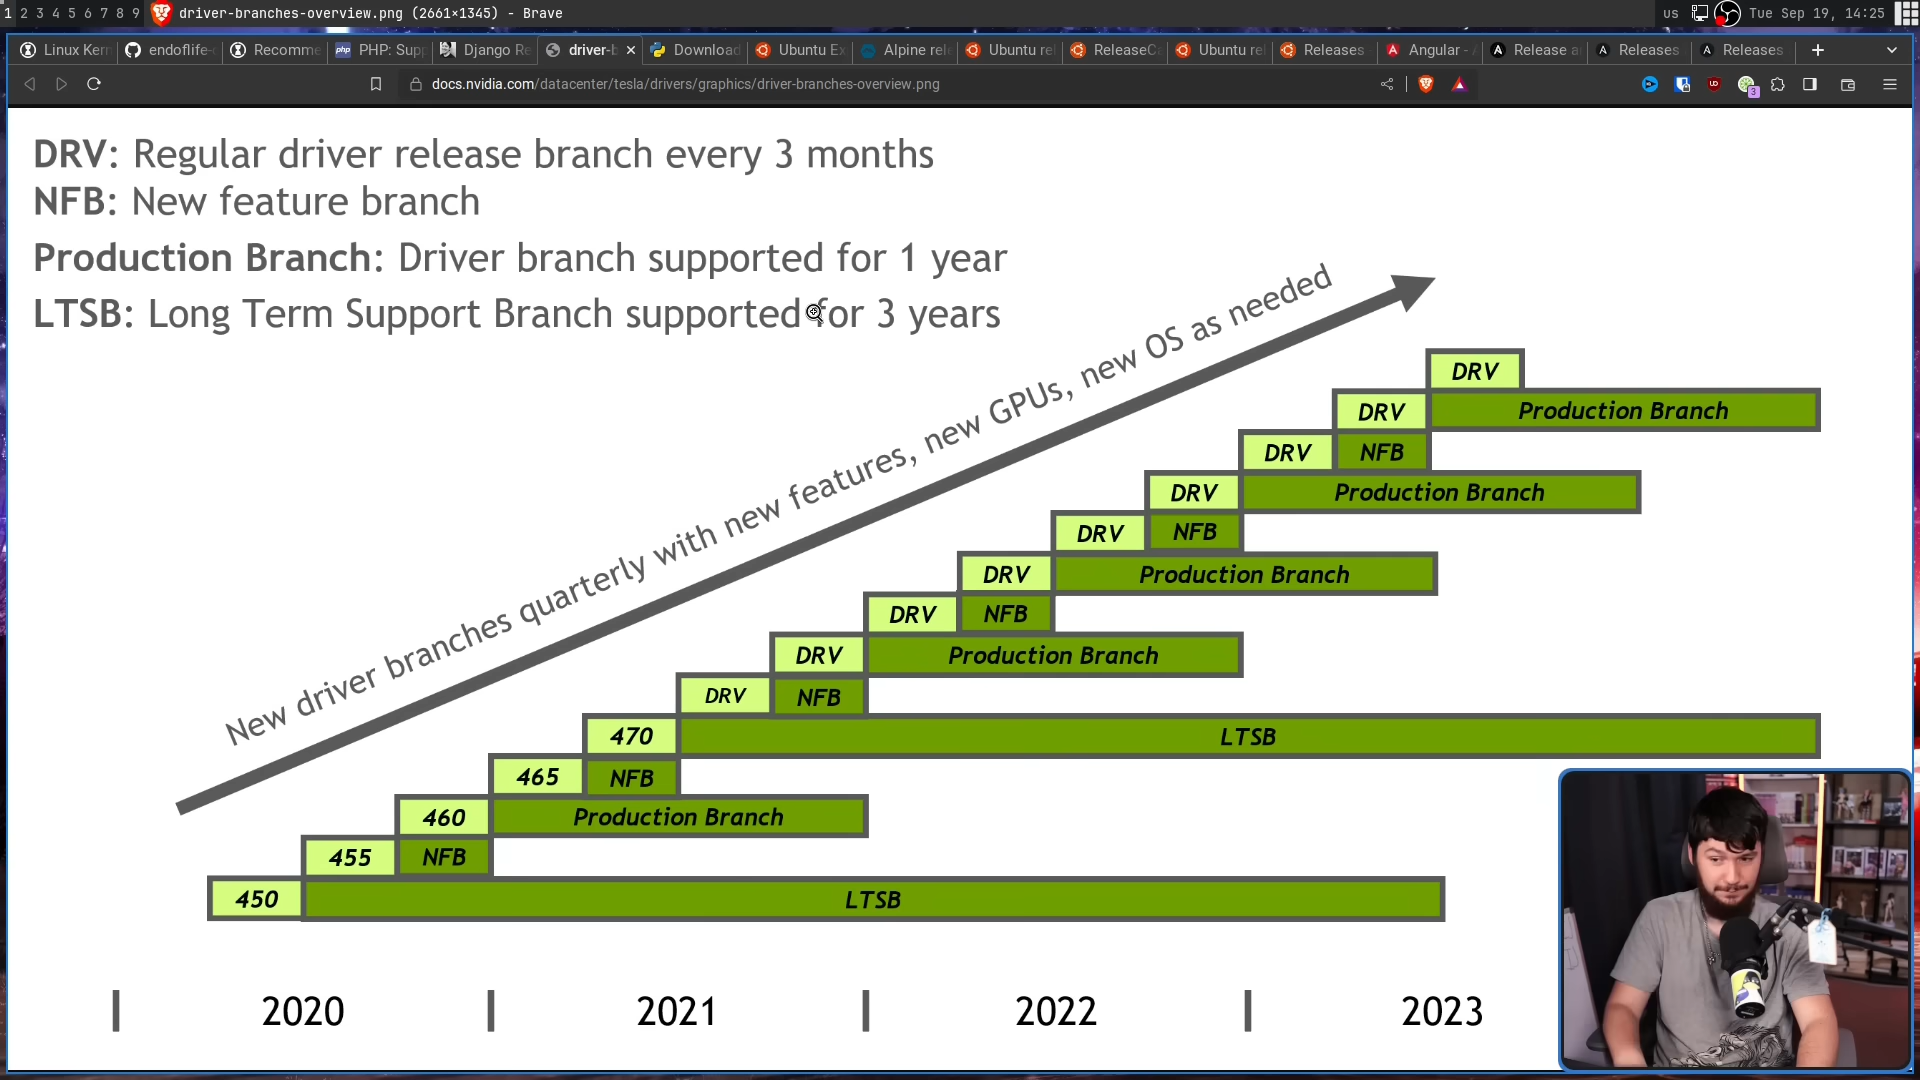 1 2 3 4 5 6 7 8 9 driver-branches-overview.png (2661×1345) - Brave us Tue Sep 19, 14:25
Linux Ker endoflife- Recomme PHP: Supp Django Re driver-b Download Ubuntu Ex Alpine rele Ubuntu re ReleaseC Ubuntu re Releases Angular - Release a Releases Releases
docs.nvidia.com/datacenter/tesla/drivers/graphics/driver-branches-overview.png
3
DRV: Regular driver release branch every 3 months
NFB: New feature branch
Production Branch: Driver branch supported for 1 year
LTSB: Long Term Support Branch supported for 3 years
New driver branches quarterly with new features, new GPUs, new OS as needed
DRV
DRV Production Branch
DRV NFB
DRV Production Branch
DRV NFB
DRV Production Branch
DRV NFB
DRV Production Branch
DRV NFB
470 LTSB
465 NFB
460 Production Branch
455 NFB
450 LTSB
2020 2021 2022 2023